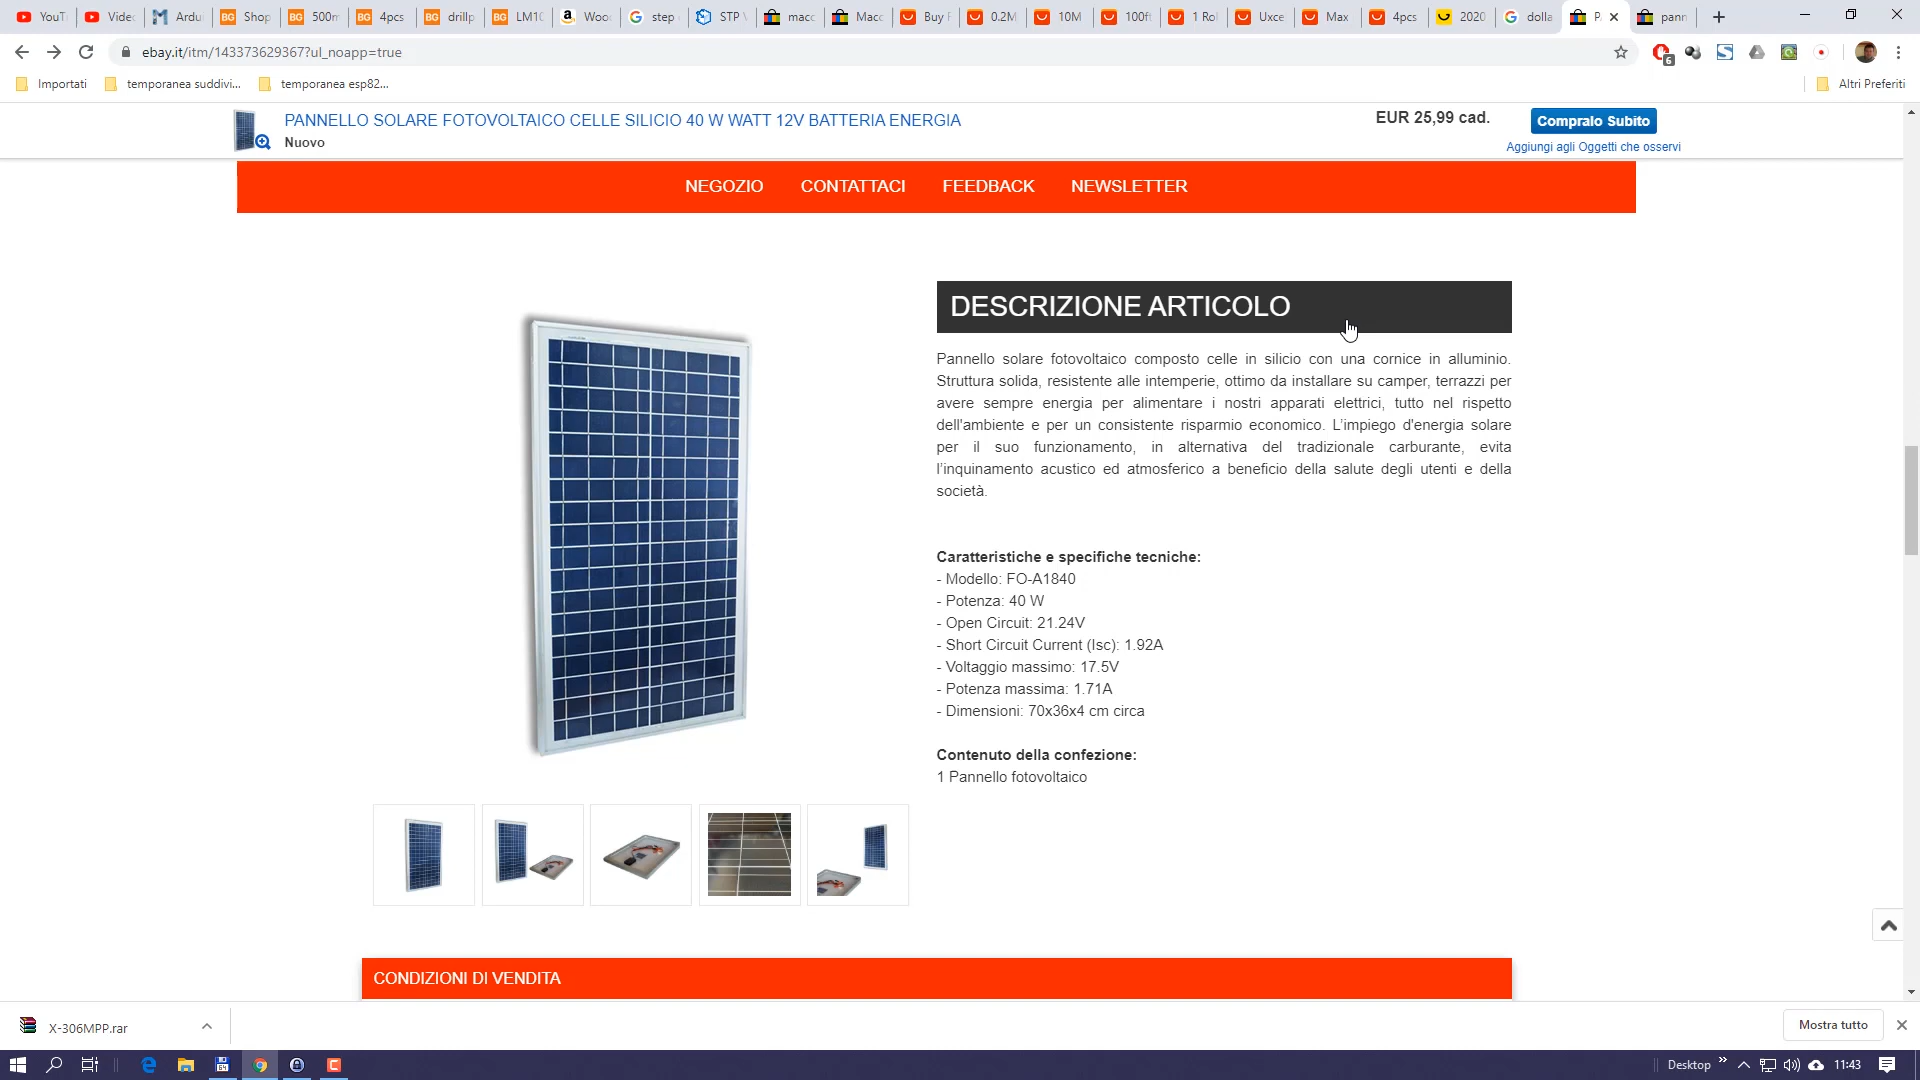 YouT
Videc
Ardu
Shop
500m
4pcs
drillp
LM10
Wood
step
STP
macc
Macc
Buy F
0.2M
10M
100ft
1 Rol
Uxce
Max
4pcs
2020
dolla
P
pann
ebay.it/itm/143373629367?ul_noapp=true
6
Importati
temporanea suddivi...
temporanea esp82...
Altri Preferiti
PANNELLO SOLARE FOTOVOLTAICO CELLE SILICIO 40 W WATT 12V BATTERIA ENERGIA
Nuovo
EUR 25,99 cad.
Compralo Subito
Aggiungi agli Oggetti che osservi
NEGOZIO CONTATTACI FEEDBACK NEWSLETTER
DESCRIZIONE ARTICOLO
Pannello solare fotovoltaico composto celle in silicio con una cornice in alluminio.
Struttura solida, resistente alle intemperie, ottimo da installare su camper, terrazzi per
avere sempre energia per alimentare i nostri apparati elettrici, tutto nel rispetto
dell'ambiente e per un consistente risparmio economico. L'impiego d'energia solare
per il suo funzionamento, in alternativa del tradizionale carburante, evita
l'inquinamento acustico ed atmosferico a beneficio della salute degli utenti e della
società.
Caratteristiche e specifiche tecniche:
- Modello: FO-A1840
- Potenza: 40 W
- Open Circuit: 21.24V
- Short Circuit Current (Isc): 1.92A
- Voltaggio massimo: 17.5V
- Potenza massima: 1.71A
- Dimensioni: 70x36x4 cm circa
Contenuto della confezione:
1 Pannello fotovoltaico
CONDIZIONI DI VENDITA
X-306MPP.rar
Mostra tutto
Desktop
11:43